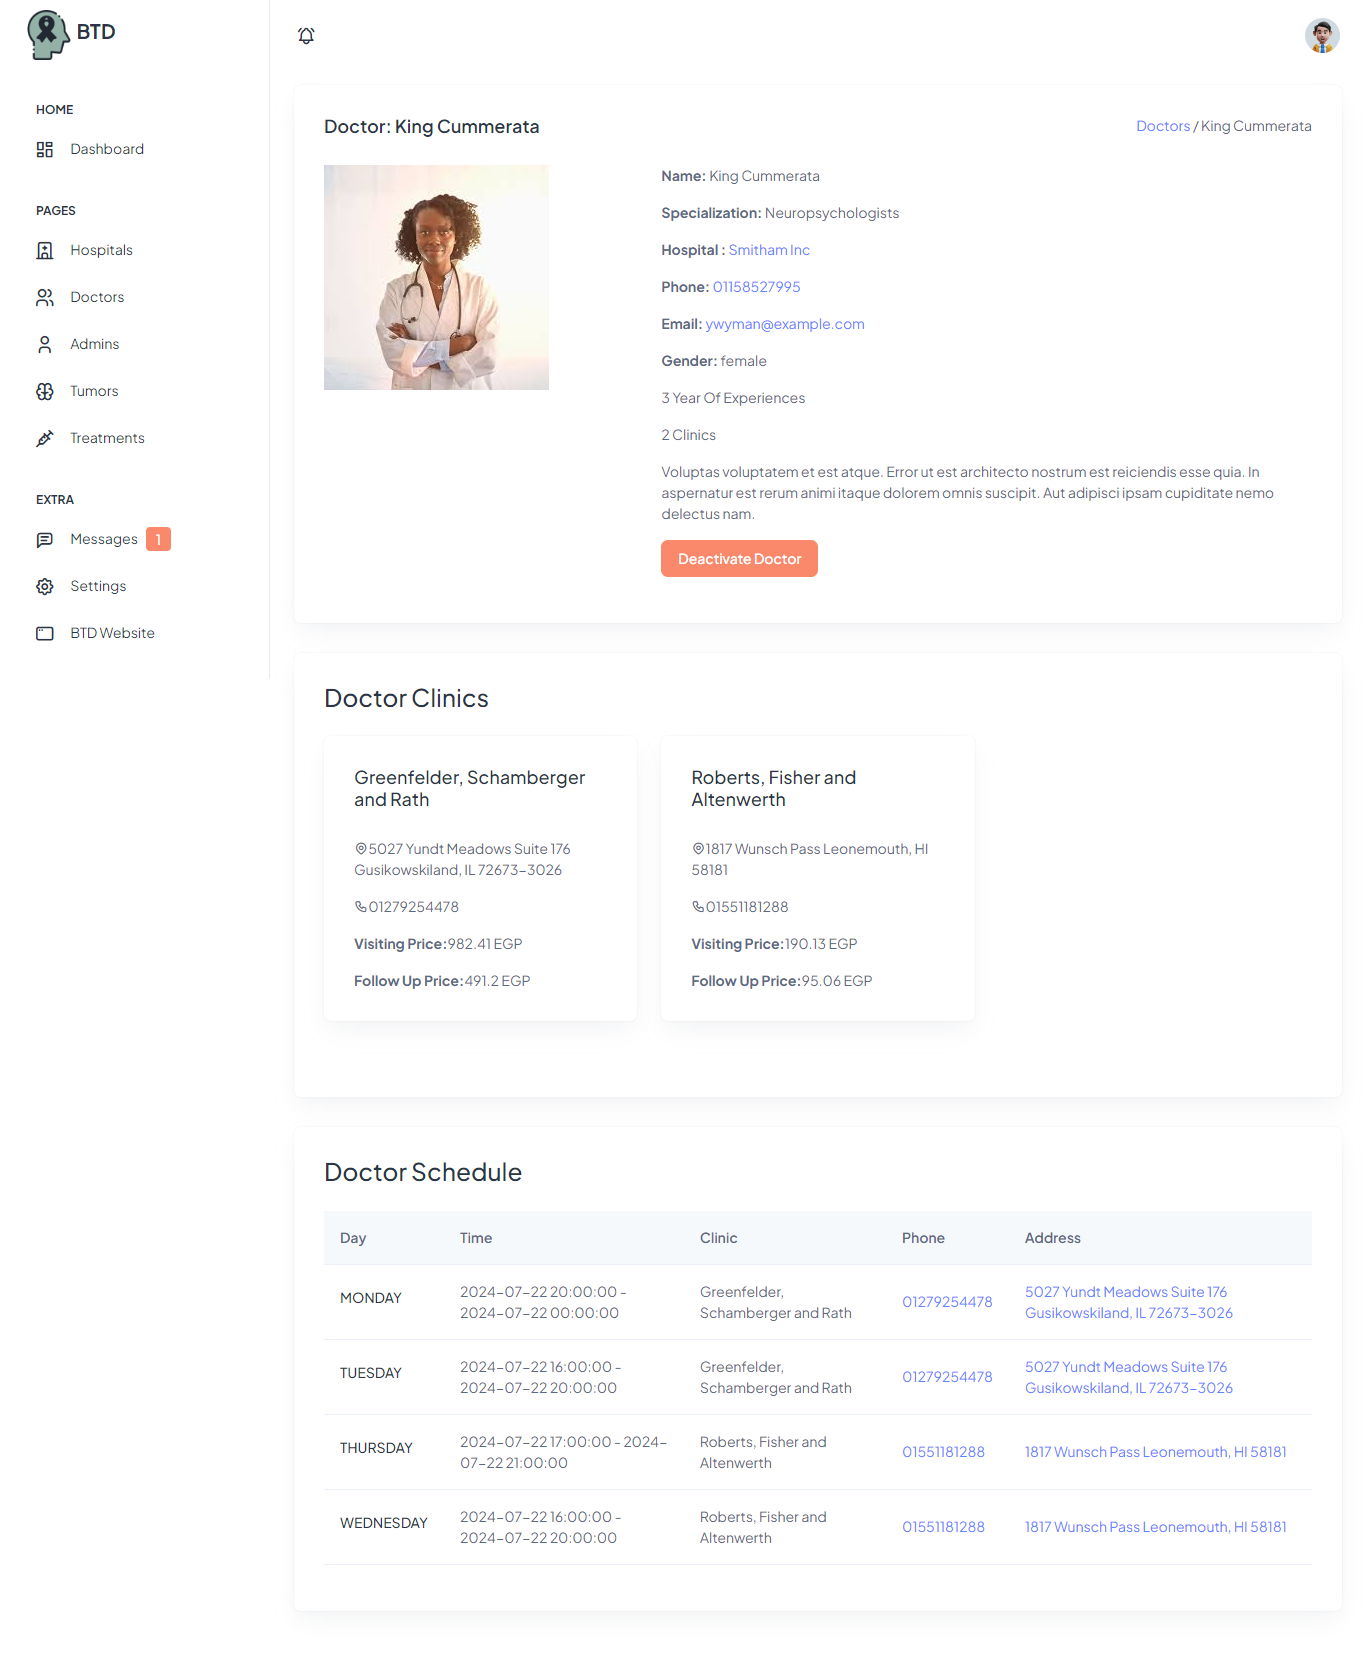 BTD
HOME
Dashboard
PAGES
Hospitals
Doctors
Admins
Tumors
Treatments
EXTRA
Messages 1
Settings
BTD Website
Doctor: King Cummerata
Doctors / King Cummerata
Name: King Cummerata
Specialization: Neuropsychologists
Hospital : Smitham Inc
Phone: 01158527995
Email: ywyman@example.com
Gender: female
3 Year Of Experiences
2 Clinics
Voluptas voluptatem et est atque. Error ut est architecto nostrum est reiciendis esse quia. In
aspernatur est rerum animi itaque dolorem omnis suscipit. Aut adipisci ipsam cupiditate nemo
delectus nam.
Deactivate Doctor
Doctor Clinics
Greenfelder, Schamberger
and Rath
5027 Yundt Meadows Suite 176
Gusikowskiland, IL 72673-3026
01279254478
Visiting Price:982.41 EGP
Follow Up Price:491.2 EGP
Roberts, Fisher and
Altenwerth
1817 Wunsch Pass Leonemouth, HI
58181
01551181288
Visiting Price:190.13 EGP
Follow Up Price:95.06 EGP
Doctor Schedule
Day Time Clinic Phone Address
MONDAY
2024-07-22 20:00:00 -
2024-07-22 00:00:00
Greenfelder,
Schamberger and Rath
01279254478
5027 Yundt Meadows Suite 176
Gusikowskiland, IL 72673-3026
TUESDAY
2024-07-22 16:00:00 -
2024-07-22 20:00:00
Greenfelder,
Schamberger and Rath
01279254478
5027 Yundt Meadows Suite 176
Gusikowskiland, IL 72673-3026
THURSDAY
2024-07-22 17:00:00 - 2024-
07-22 21:00:00
Roberts, Fisher and
Altenwerth
01551181288
1817 Wunsch Pass Leonemouth, HI 58181
WEDNESDAY
2024-07-22 16:00:00 -
2024-07-22 20:00:00
Roberts, Fisher and
Altenwerth
01551181288
1817 Wunsch Pass Leonemouth, HI 58181